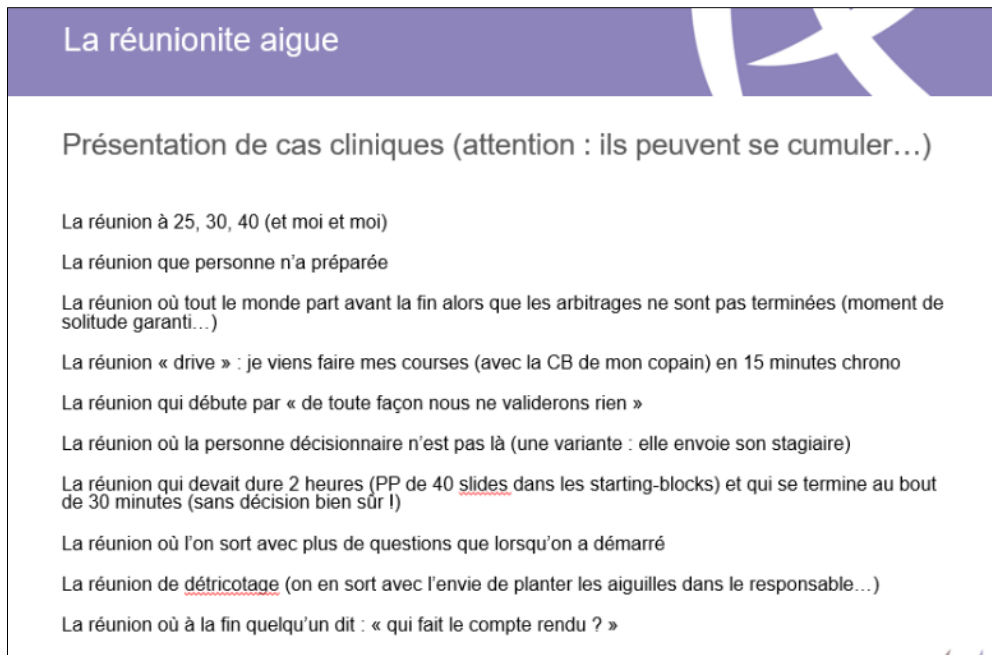 La réunionite aigue
Présentation de cas cliniques (attention : ils peuvent se cumuler…)
La réunion à 25, 30, 40 (et moi et moi)
La réunion que personne n’a préparée
La réunion où tout le monde part avant la fin alors que les arbitrages ne sont pas terminées (moment de
solitude garanti…)
La réunion « drive » : je viens faire mes courses (avec la CB de mon copain) en 15 minutes chrono
La réunion qui débute par « de toute façon nous ne validerons rien »
La réunion où la personne décisionnaire n’est pas là (une variante : elle envoie son stagiaire)
La réunion qui devait dure 2 heures (PP de 40 slides dans les starting-blocks) et qui se termine au bout
de 30 minutes (sans décision bien sûr !)
La réunion où l’on sort avec plus de questions que lorsqu’on a démarré
La réunion de détricotage (on en sort avec l’envie de planter les aiguilles dans le responsable…)
La réunion où à la fin quelqu’un dit : « qui fait le compte rendu ? »